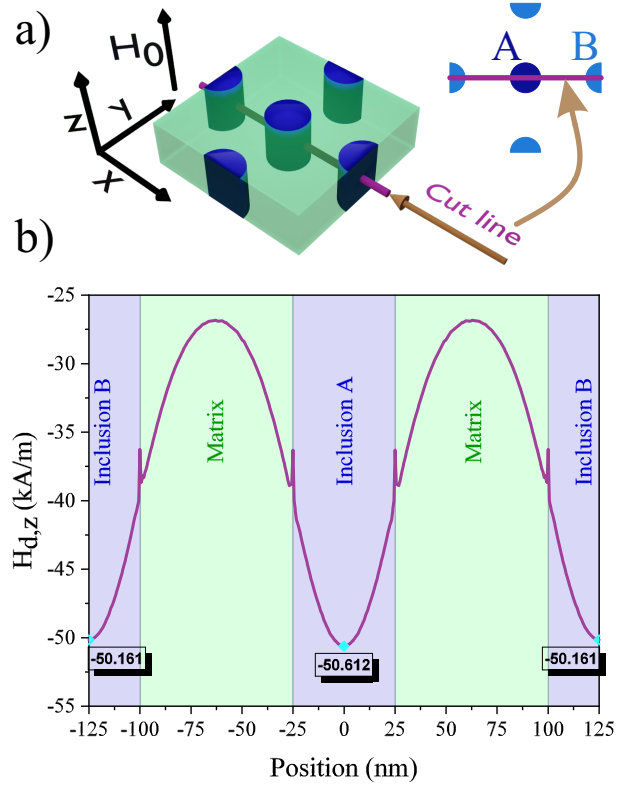 a)
H0
Z
Y
X
A
B
Cut line
b)
Inclusion B
Matrix
Inclusion A
Matrix
Inclusion B
-25
-30
-35
-40
-45
-50
-55
Hd,z (kA/m)
-50.161
-50.612
-50.161
-125 -100 -75 -50 -25 0 25 50 75 100 125
Position (nm)